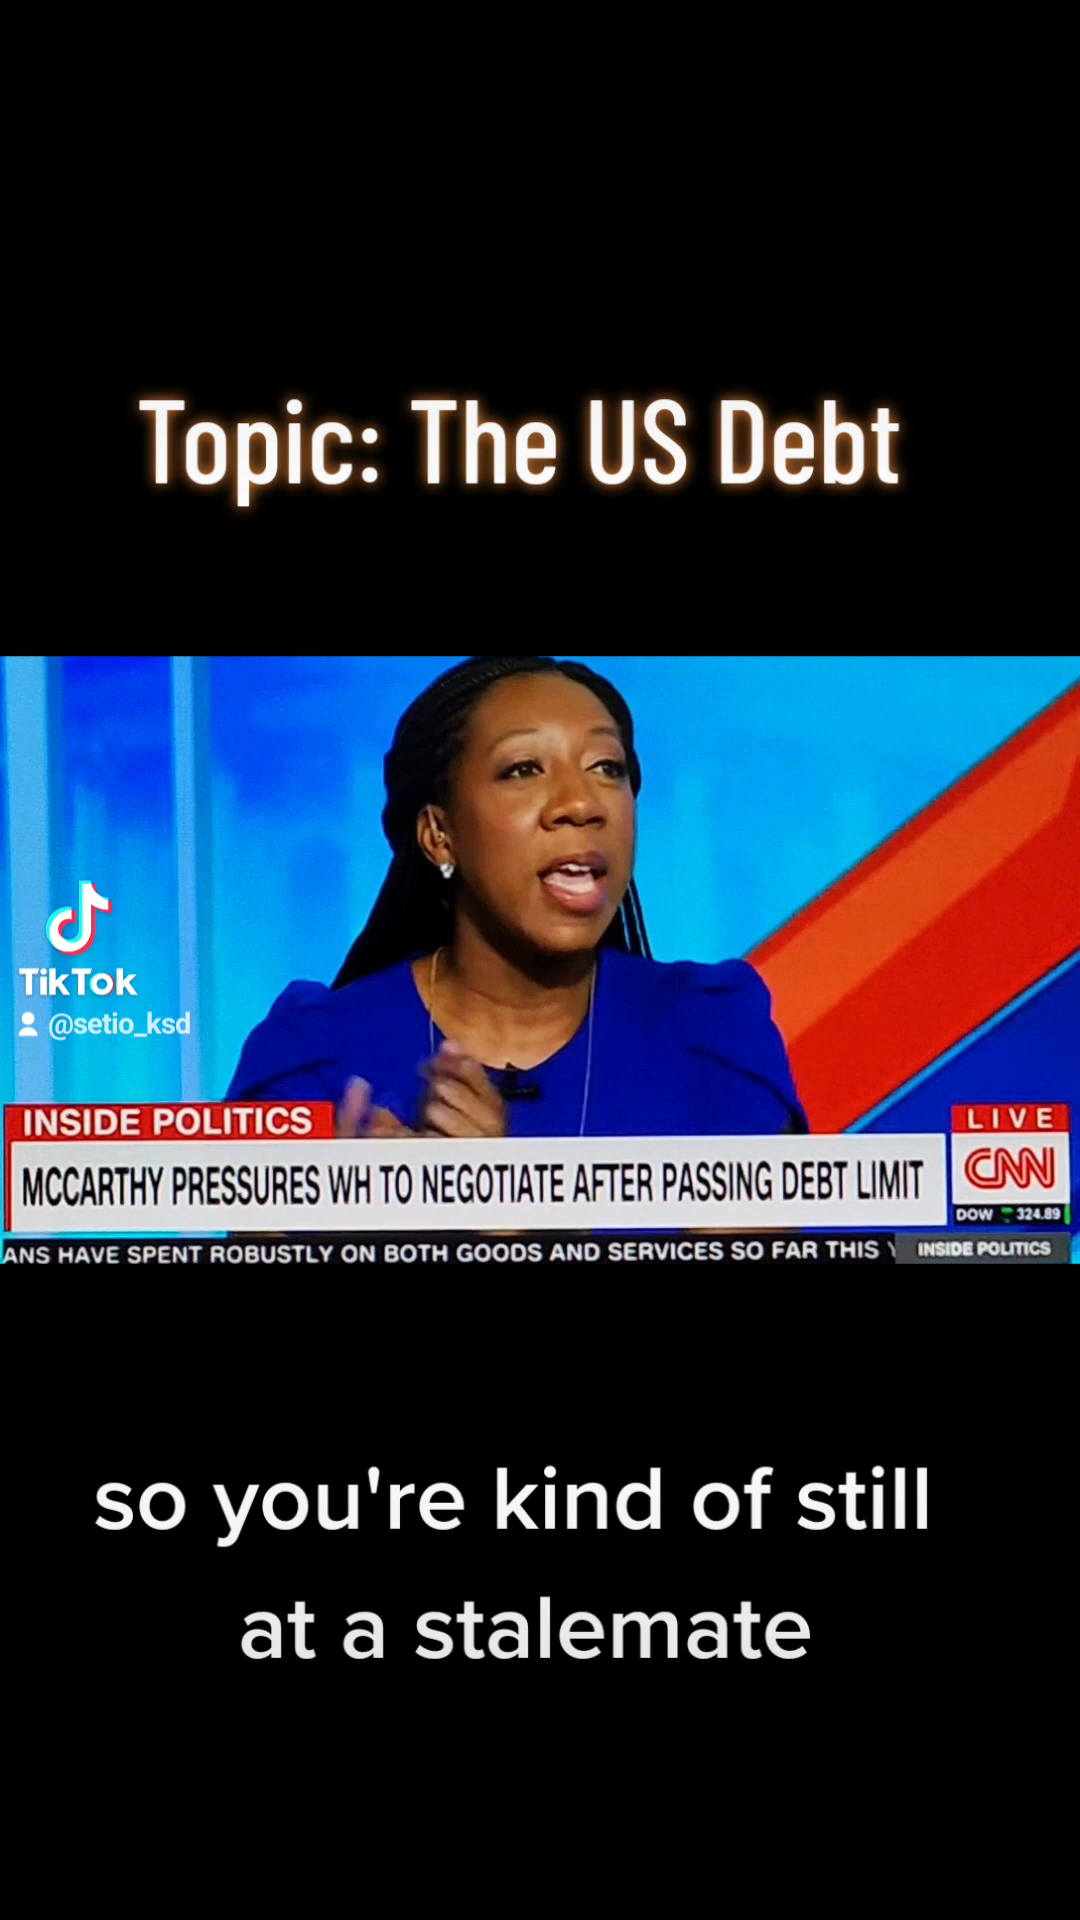 Topic: The US Debt
TikTok
@setio_ksd
INSIDE POLITICS
LIVE
MCCARTHY PRESSURES WH TO NEGOTIATE AFTER PASSING DEBT LIMIT
CNN
DOW 324.89
ANS HAVE SPENT ROBUSTLY ON BOTH GOODS AND SERVICES SO FAR THIS
INSIDE POLITICS
so you're kind of still
at a stalemate